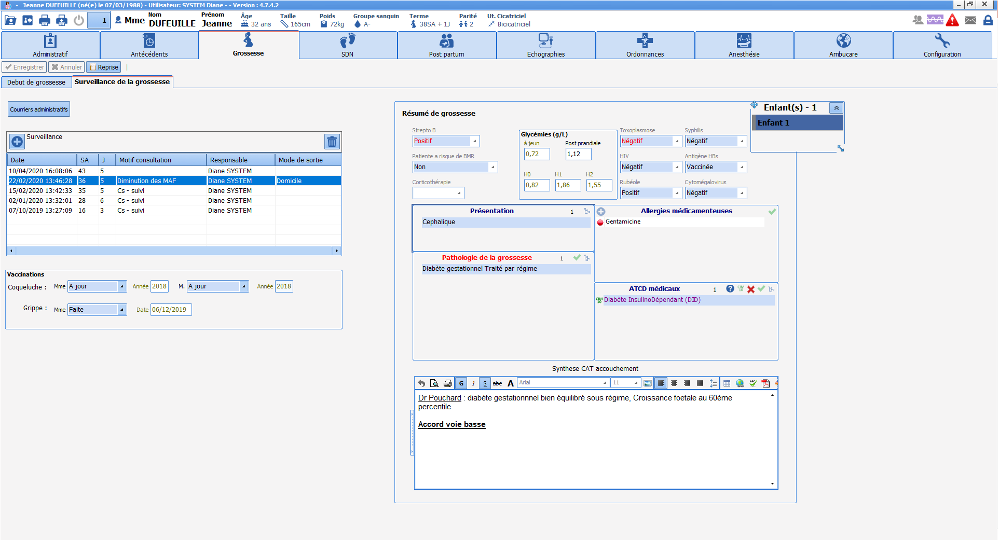 - Jeanne DUFEUILLE (né(e) le 07/03/1988) - Utilisateur: SYSTEM Diane - - Version : 4.7.4.2
1
Mme
Nom
DUFEUILLE
Prénom
Jeanne
Âge
32 ans
Taille
165cm
Poids
72kg
Groupe sanguin
A-
Terme
38SA + 1J
Parité
2
Ut. Cicatriciel
Bicicatriciel
Administratif
Antécédents
Grossesse
SDN
Post partum
Echographies
Ordonnances
Anesthésie
Ambucare
Configuration
Enregistrer
Annuler
Reprise
Debut de grossesse
Surveillance de la grossesse
Courriers administratifs
Surveillance
Date SA J Motif consultation Responsable Mode de sortie
10/04/2020 16:08:06 43 5 Diane SYSTEM
22/02/2020 13:46:28 36 5 Diminution des MAF Diane SYSTEM Domicile
15/02/2020 13:42:33 35 5 Cs - suivi Diane SYSTEM
02/01/2020 13:32:01 28 6 Cs - suivi Diane SYSTEM
07/10/2019 13:27:09 16 3 Cs - suivi Diane SYSTEM
Vaccinations
Coqueluche : Mme A jour Année 2018 M. A jour Année 2018
Grippe : Mme Faite Date 06/12/2019
Résumé de grossesse
Strepto B
Positif
Patiente a risque de BMR
Non
Corticothérapie
Glycémies (g/L)
à jeun Post prandiale
0,72 1,12
H0 H1 H2
0,82 1,86 1,55
Toxoplasmose Syphilis
Négatif Négatif
HIV Antigène HBs
Négatif Vaccinée
Rubéole Cytomégalovirus
Positif Négatif
Enfant(s) - 1
Enfant 1
Présentation 1
Cephalique
Allergies médicamenteuses
Gentamicine
Pathologie de la grossesse 1
Diabète gestationnel Traité par régime
ATCD médicaux 1 ? CIM 10
CIM 10 Diabète InsulinoDépendant (DID)
Synthese CAT accouchement
G I S abc A Arial 11 ABC
Dr Pouchard : diabète gestationnnel bien équilibré sous régime, Croissance foetale au 60ème
percentile
Accord voie basse